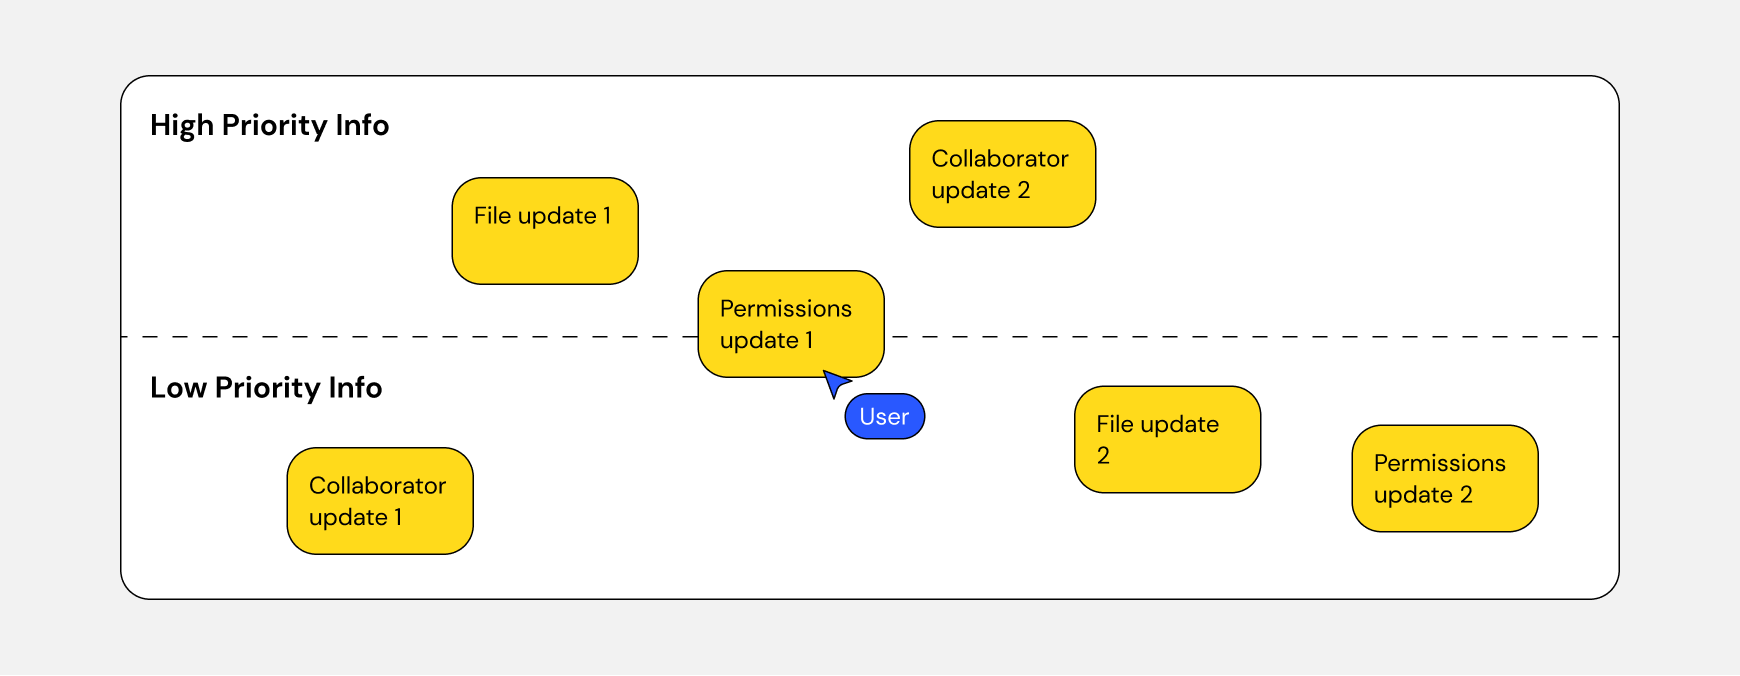 High Priority Info
Collaborator
update 2
File update 1
Permissions
update 1
Low Priority Info
User
File update
2
Permissions
update 2
Collaborator
update 1